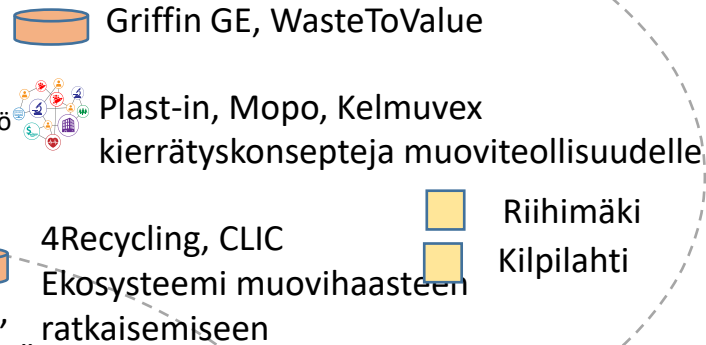 Griffin GE, WasteToValue
ö
Plast-in, Mopo, Kelmuvex
kierrätyskonsepteja muoviteollisuudelle
Riihimäki
Kilpilahti
4Recycling, CLIC
Ekosysteemi muovihaasteen
ratkaisemiseen